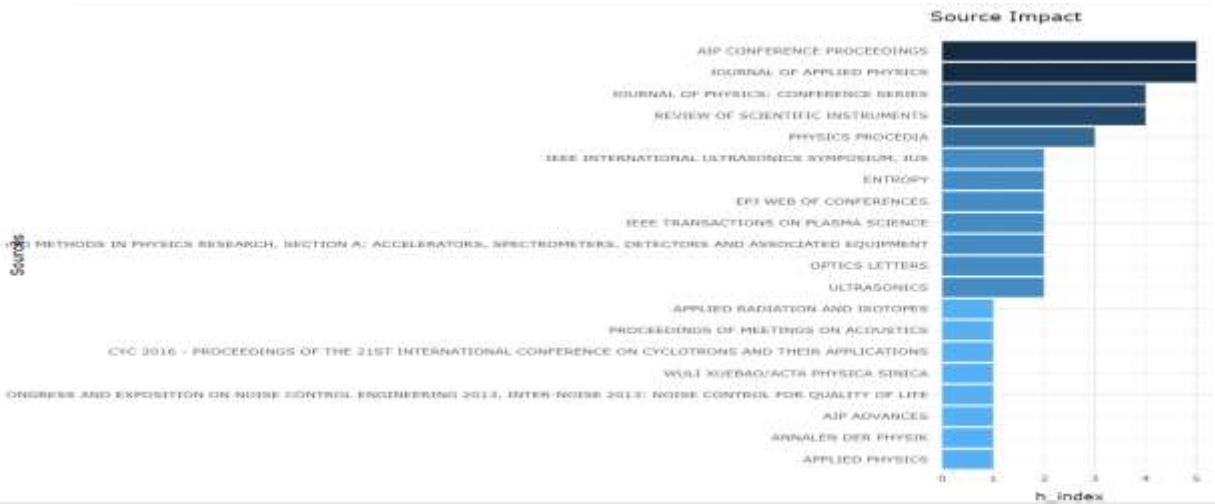 Source Impact
AIP CONFERENCE PROCEEDINGS
JOURNAL OF APPLIED PHYSICS
JOURNAL OF PHYSICS: CONFERENCE SERIES
REVIEW OF SCIENTIFIC INSTRUMENTS
PHYSICS PROCEDIA
IEEE INTERNATIONAL ULTRASONICS SYMPOSIUM, IUS
ENTROPY
EPJ WEB OF CONFERENCES
IEEE TRANSACTIONS ON PLASMA SCIENCE
METHODS IN PHYSICS RESEARCH, SECTION A: ACCELERATORS, SPECTROMETERS, DETECTORS AND ASSOCIATED EQUIPMENT
Sources
OPTICS LETTERS
ULTRASONICS
APPLIED RADIATION AND ISOTOPES
PROCEEDINGS OF MEETINGS ON ACOUSTICS
CYC 2016 - PROCEEDINGS OF THE 21ST INTERNATIONAL CONFERENCE ON CYCLOTRONS AND THEIR APPLICATIONS
WULI XUEBAO/ACTA PHYSICA SINICA
ONGRESS AND EXPOSITION ON NOISE CONTROL ENGINEERING 2013, INTER-NOISE 2013: NOISE CONTROL FOR QUALITY OF LIFE
AIP ADVANCES
ANNALEN DER PHYSIK
APPLIED PHYSICS
0 1 2 3 4 5
h_index